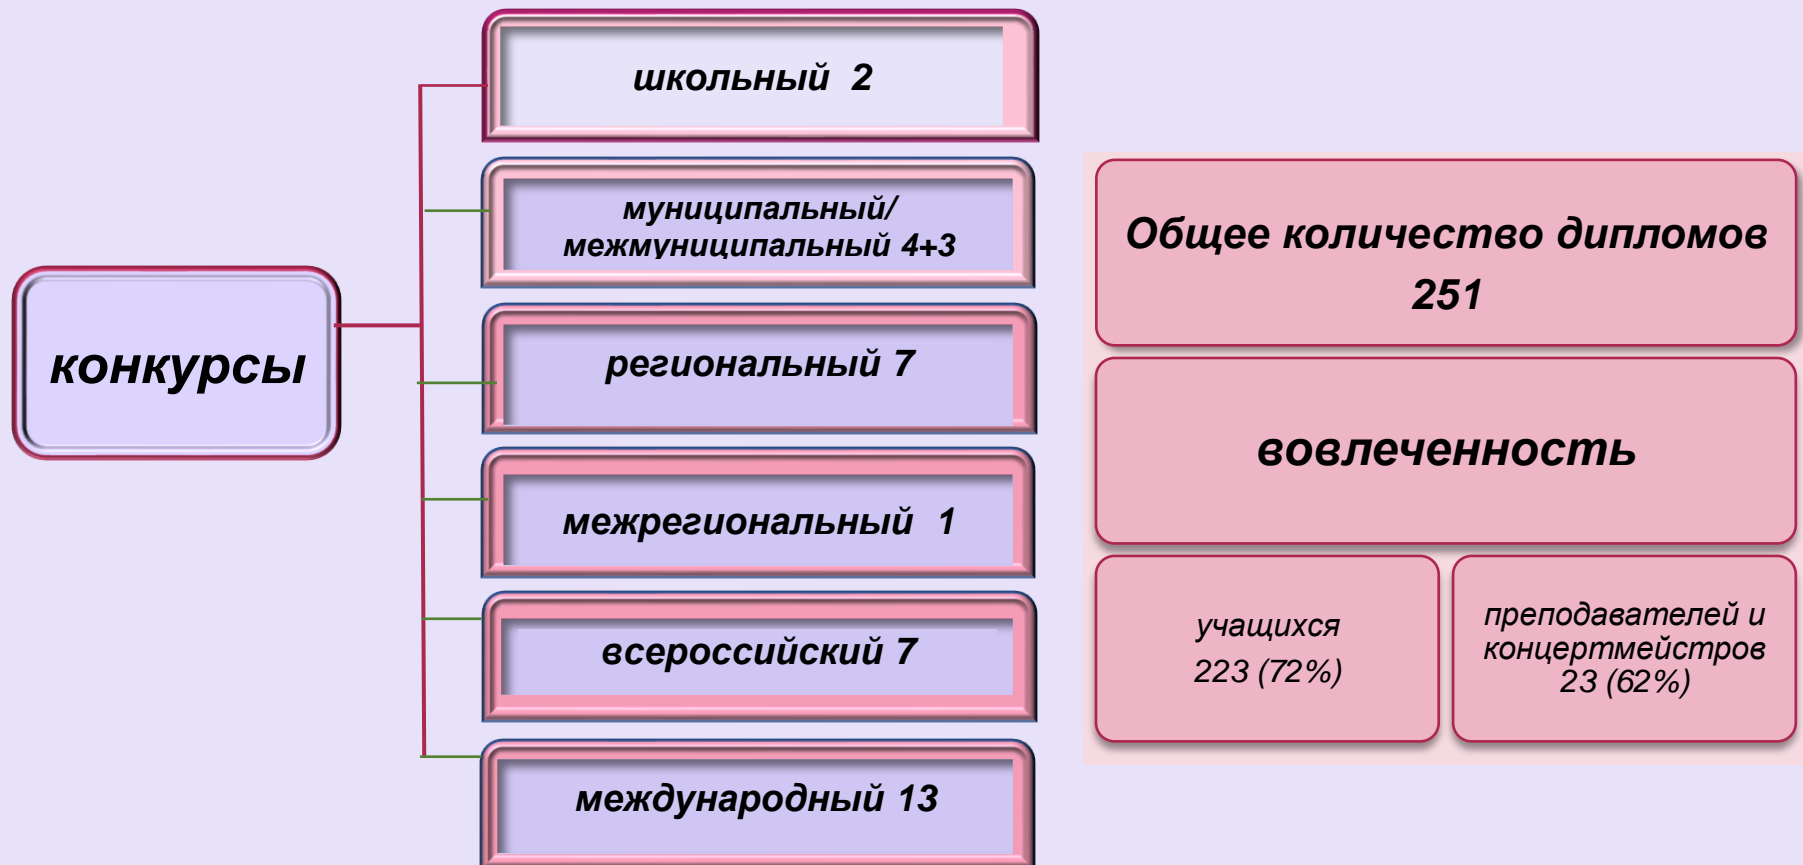 конкурсы
школьный 2
муниципальный/
межмуниципальный 4+3
региональный 7
межрегиональный 1
всероссийский 7
международный 13
Общее количество дипломов
251
вовлеченность
учащихся
223 (72%)
преподавателей и
концертмейстров
23 (62%)